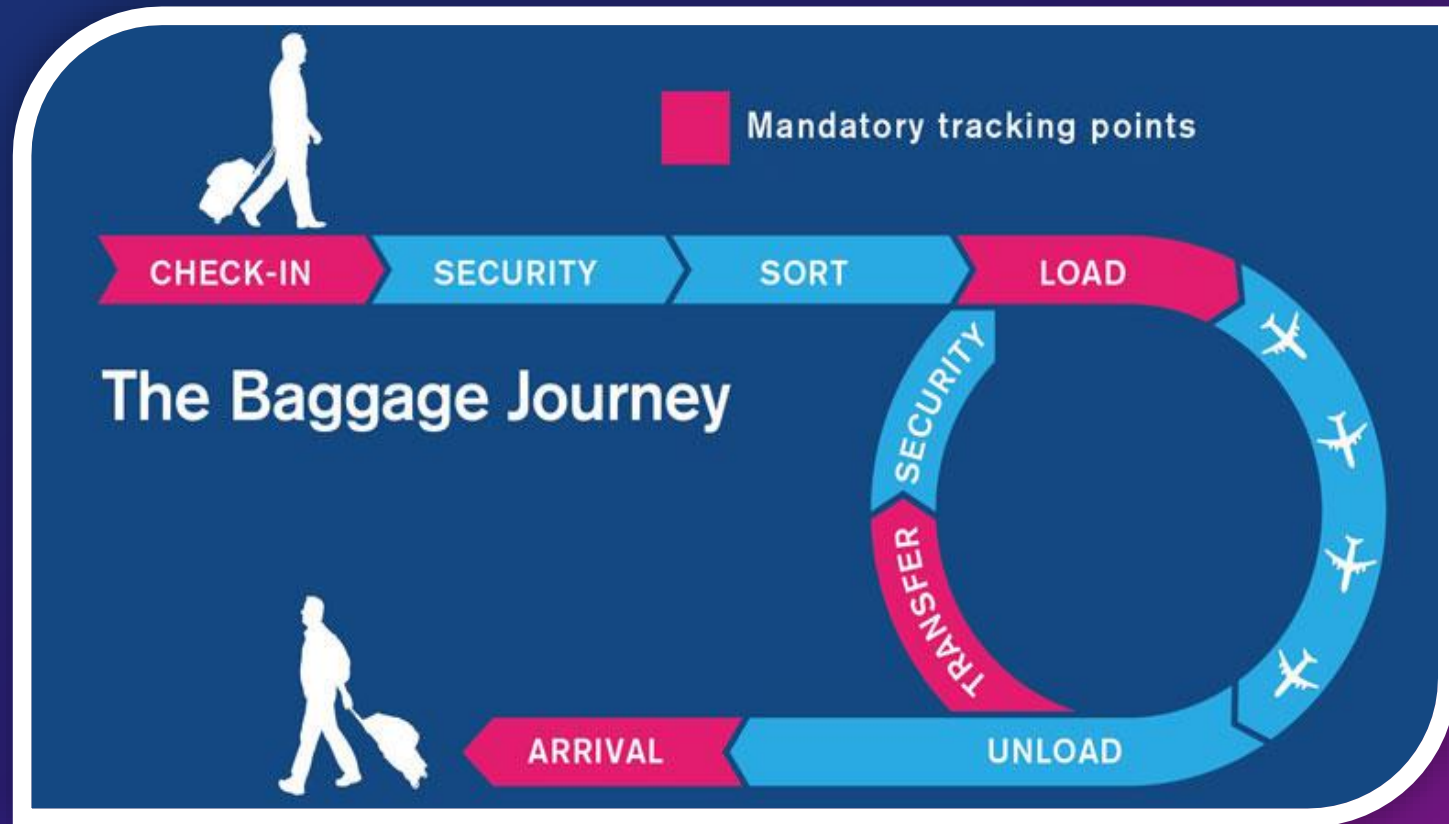 Mandatory tracking points
CHECK-IN
SECURITY
SORT
LOAD
The Baggage Journey
SECURITY
TRANSFER
UNLOAD
ARRIVAL